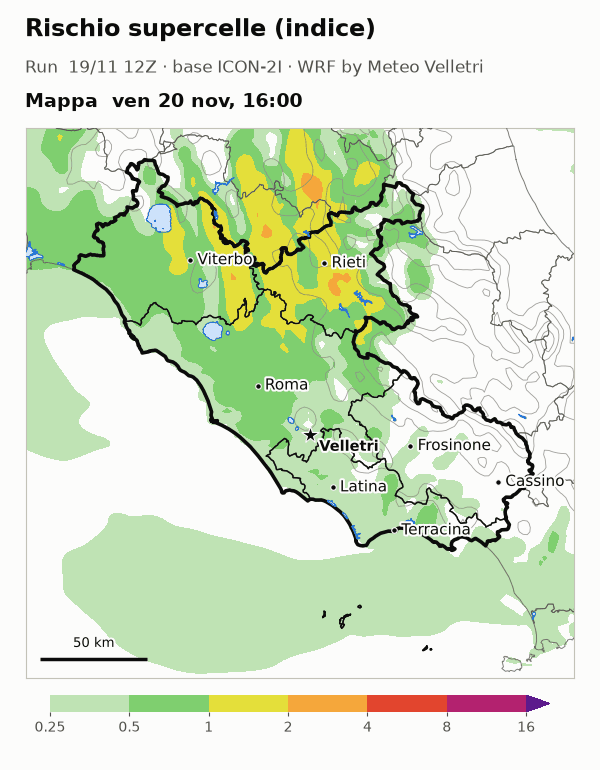 Rischio supercelle (indice)
Run  19/11 12Z · base ICON-2I · WRF by Meteo Velletri
Mappa  ven 20 nov, 16:00
Viterbo
Rieti
Roma
Velletri
Frosinone
Cassino
Latina
Terracina
50 km
0.25 0.5 1 2 4 8 16